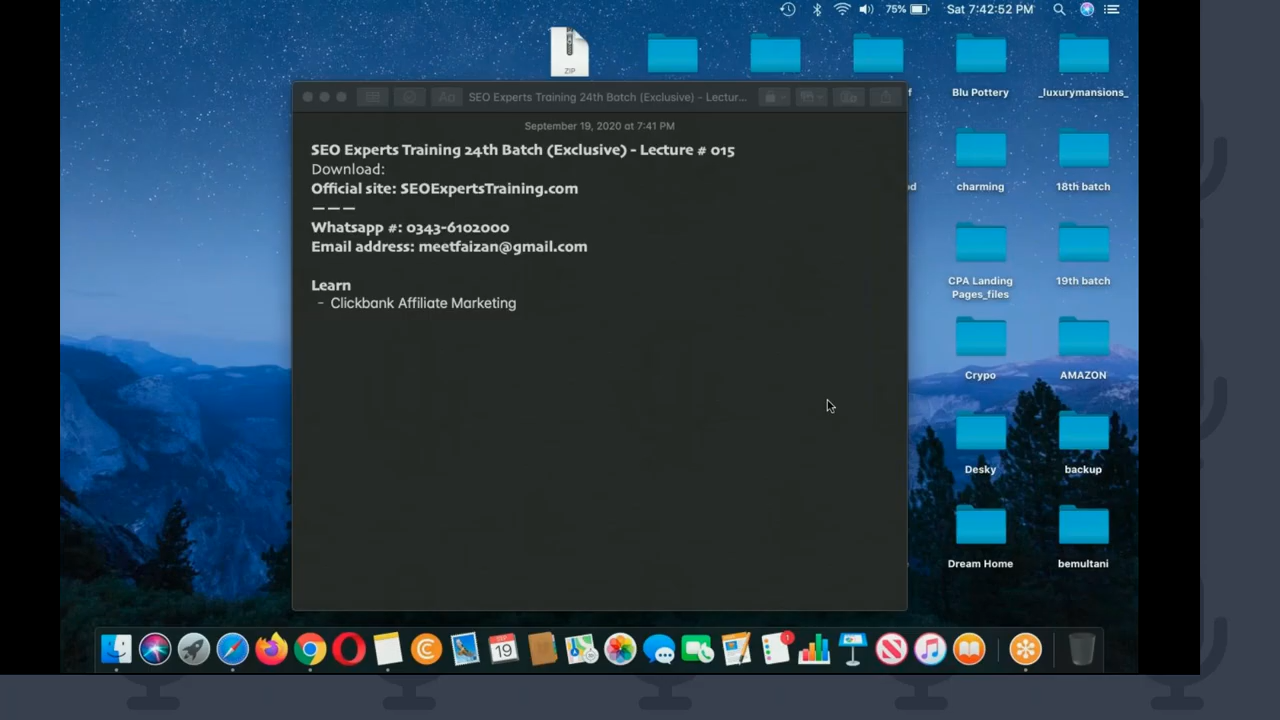 75% Sat 7:42:52 PM
ZIP
Blu Pottery
_luxurymansions_
SEO Experts Training 24th Batch (Exclusive) - Lectur...
September 19, 2020 at 7:41 PM
SEO Experts Training 24th Batch (Exclusive) - Lecture # 015
Download:
Official site: SEOExpertsTraining.com
———
Whatsapp #: 0343-6102000
Email address: meetfaizan@gmail.com
Learn
- Clickbank Affiliate Marketing
charming
18th batch
CPA Landing
Pages_files
19th batch
Crypo
AMAZON
Desky
backup
Dream Home
bemultani
SEP
19
1